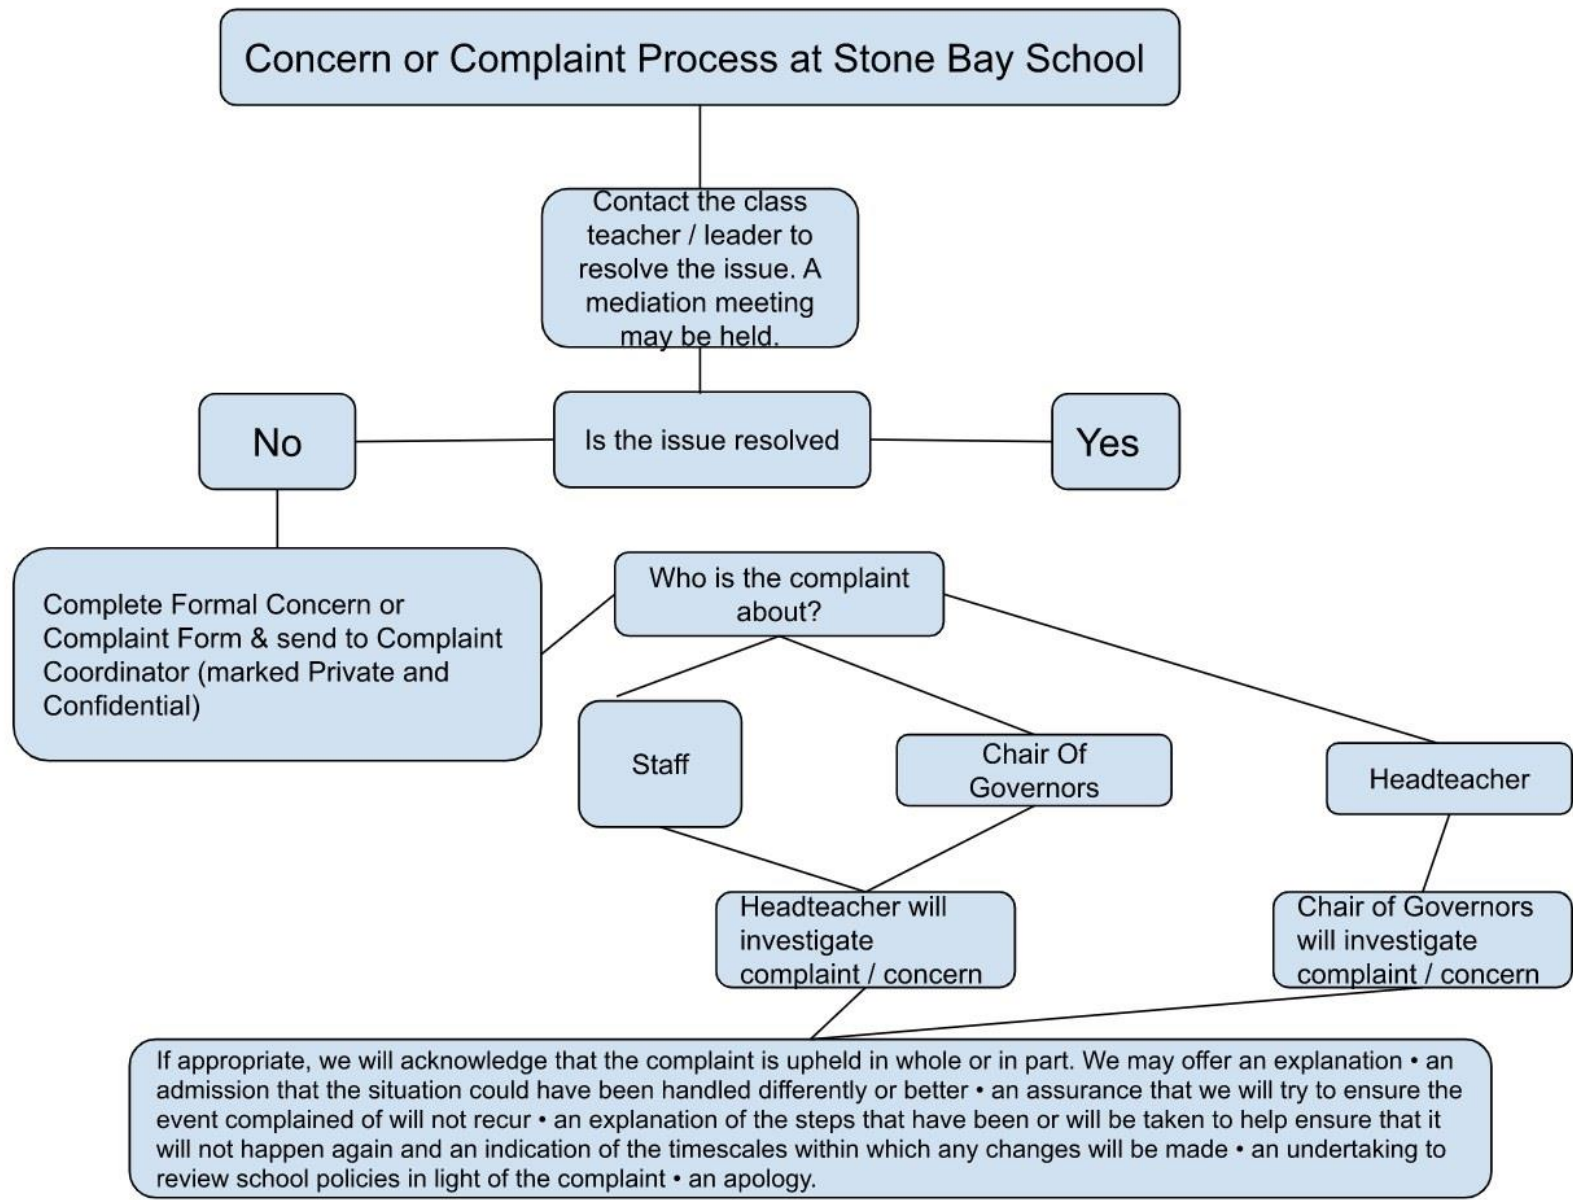 Concern or Complaint Process at Stone Bay School
Contact the class
teacher / leader to
resolve the issue. A
mediation meeting
may be held.
No
Is the issue resolved
Yes
Complete Formal Concern or
Complaint Form & send to Complaint
Coordinator (marked Private and
Confidential)
Who is the complaint
about?
Staff
Chair Of
Governors
Headteacher
Headteacher will
investigate
complaint / concern
Chair of Governors
will investigate
complaint / concern
If appropriate, we will acknowledge that the complaint is upheld in whole or in part. We may offer an explanation • an
admission that the situation could have been handled differently or better • an assurance that we will try to ensure the
event complained of will not recur • an explanation of the steps that have been or will be taken to help ensure that it
will not happen again and an indication of the timescales within which any changes will be made • an undertaking to
review school policies in light of the complaint • an apology.